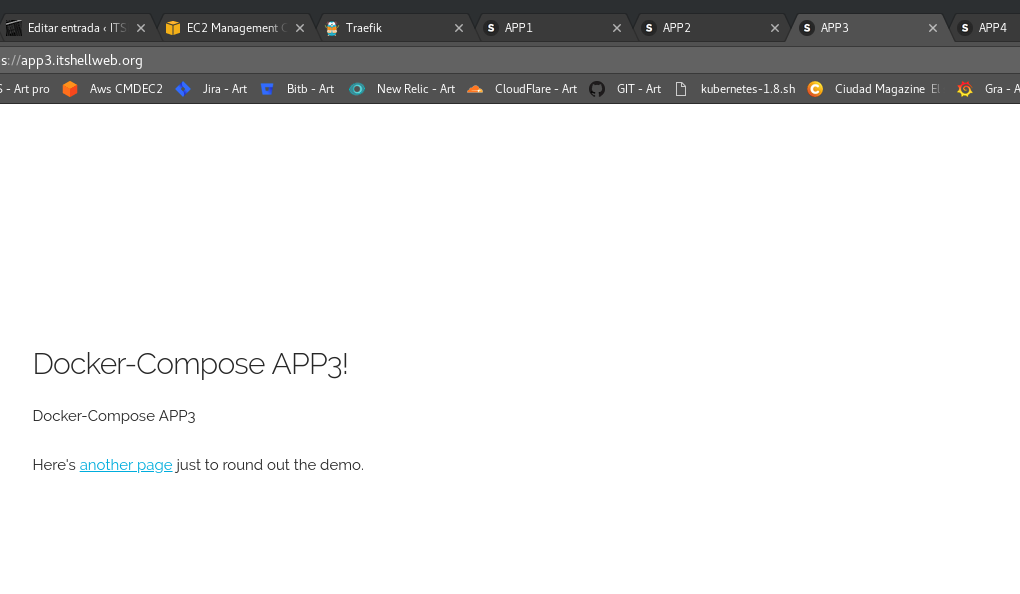 Editar entrada ‹ ITS EC2 Management C Traefik APP1 APP2 APP3 APP4
s://app3.itshellweb.org
S - Art pro Aws CMDEC2 Jira - Art Bitb - Art New Relic - Art CloudFlare - Art GIT - Art kubernetes-1.8.sh Ciudad Magazine El Gra - A
Docker-Compose APP3!
Docker-Compose APP3
Here's another page just to round out the demo.